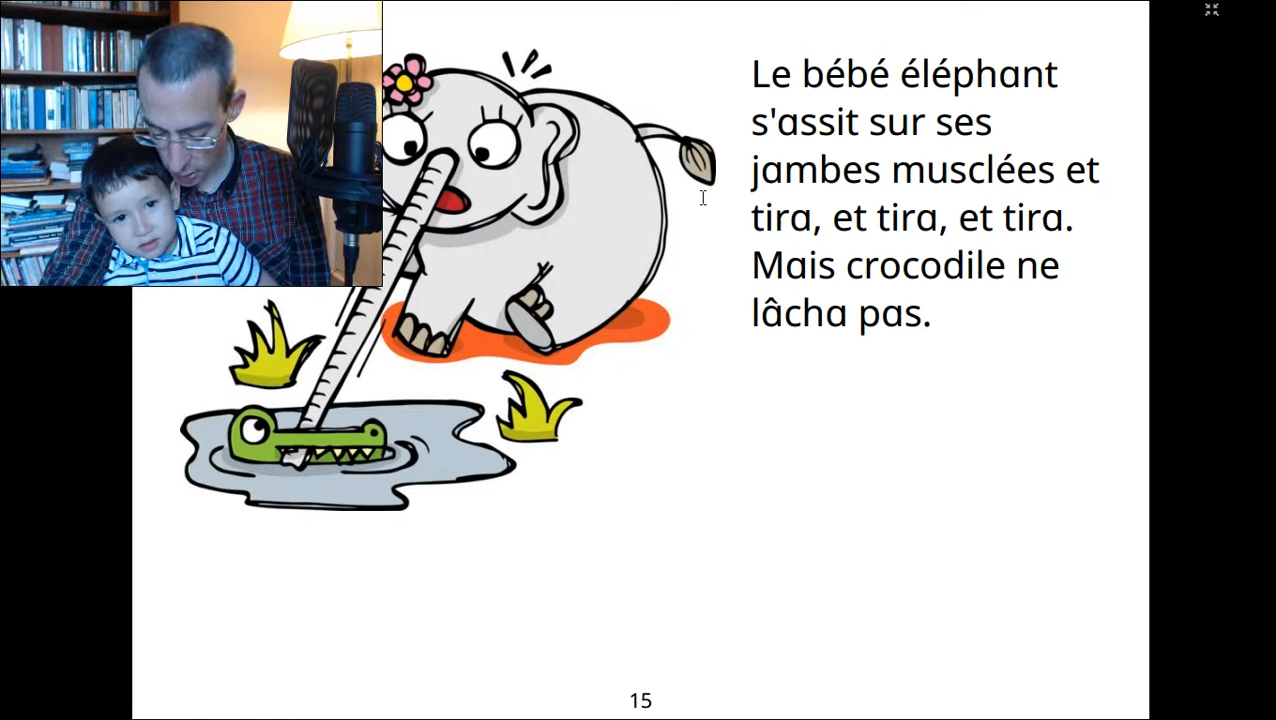 Le bébé éléphant
s'assit sur ses
jambes musclées et
tira, et tira, et tira.
Mais crocodile ne
lâcha pas.
15